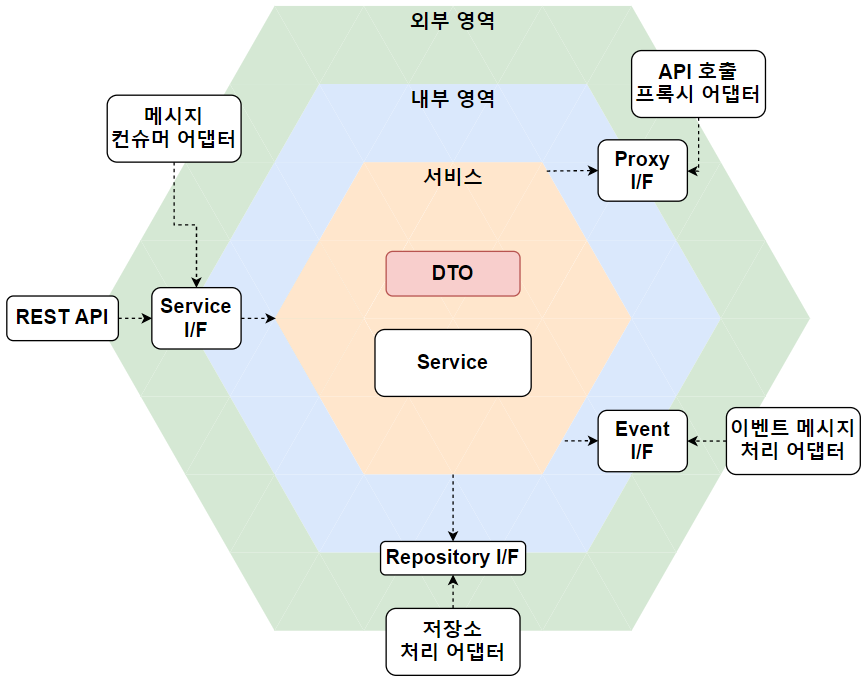 외부 영역
내부 영역
서비스
API 호출
프록시 어댑터
메시지
컨슈머 어댑터
Proxy
I/F
DTO
REST API
Service
I/F
Service
Event
I/F
이벤트 메시지
처리 어댑터
Repository I/F
저장소
처리 어댑터